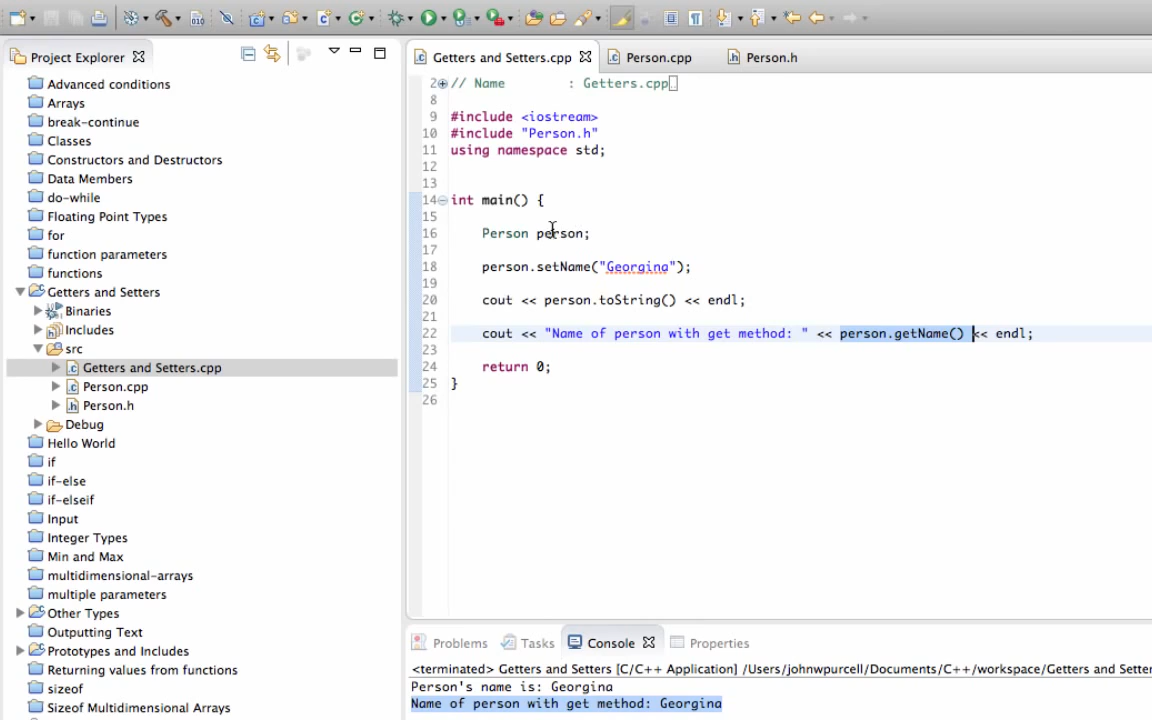 Project Explorer
Advanced conditions
Arrays
break-continue
Classes
Constructors and Destructors
Data Members
do-while
Floating Point Types
for
function parameters
functions
Getters and Setters
Binaries
Includes
src
Getters and Setters.cpp
Person.cpp
Person.h
Debug
Hello World
if
if-else
if-elseif
Input
Integer Types
Min and Max
multidimensional-arrays
multiple parameters
Other Types
Outputting Text
Prototypes and Includes
Returning values from functions
sizeof
Sizeof Multidimensional Arrays
Getters and Setters.cpp Person.cpp Person.h
2 // Name : Getters.cpp
8
9 #include <iostream>
10 #include "Person.h"
11 using namespace std;
12
13
14 int main() {
15
16 Person person;
17
18 person.setName("Georgina");
19
20 cout << person.toString() << endl;
21
22 cout << "Name of person with get method: " << person.getName() << endl;
23
24 return 0;
25 }
26
Problems Tasks Console Properties
<terminated> Getters and Setters [C/C++ Application] /Users/johnwpurcell/Documents/C++/workspace/Getters and Setter
Person's name is: Georgina
Name of person with get method: Georgina